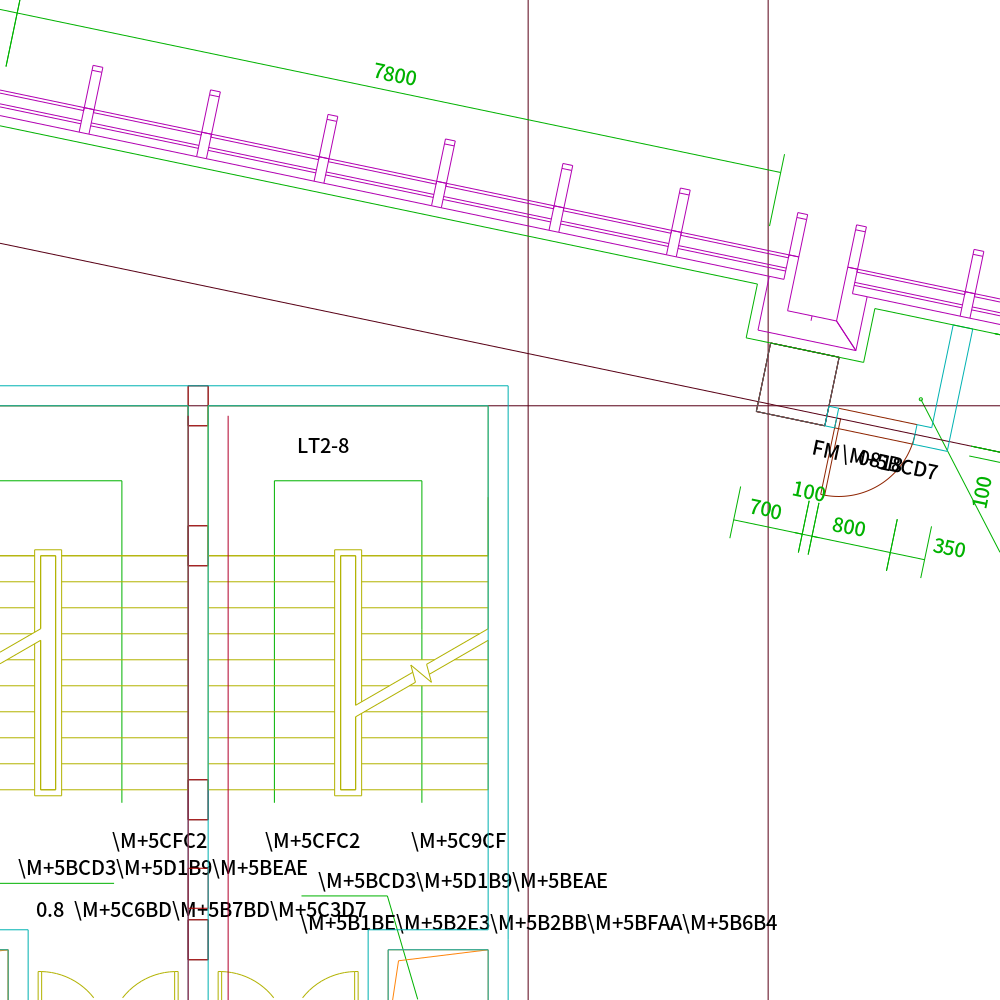 7800
LT2-8
FM\M+5BCD7
0818
100
700
800
350
100
\M+5CFC2
\M+5CFC2
\M+5C9CF
\M+5BCD3\M+5D1B9\M+5BEAE
\M+5BCD3\M+5D1B9\M+5BEAE
0.8 \M+5C6BD\M+5B7BD\M+5C3D7
\M+5B1BE\M+5B2E3\M+5B2BB\M+5BFAA\M+5B6B4